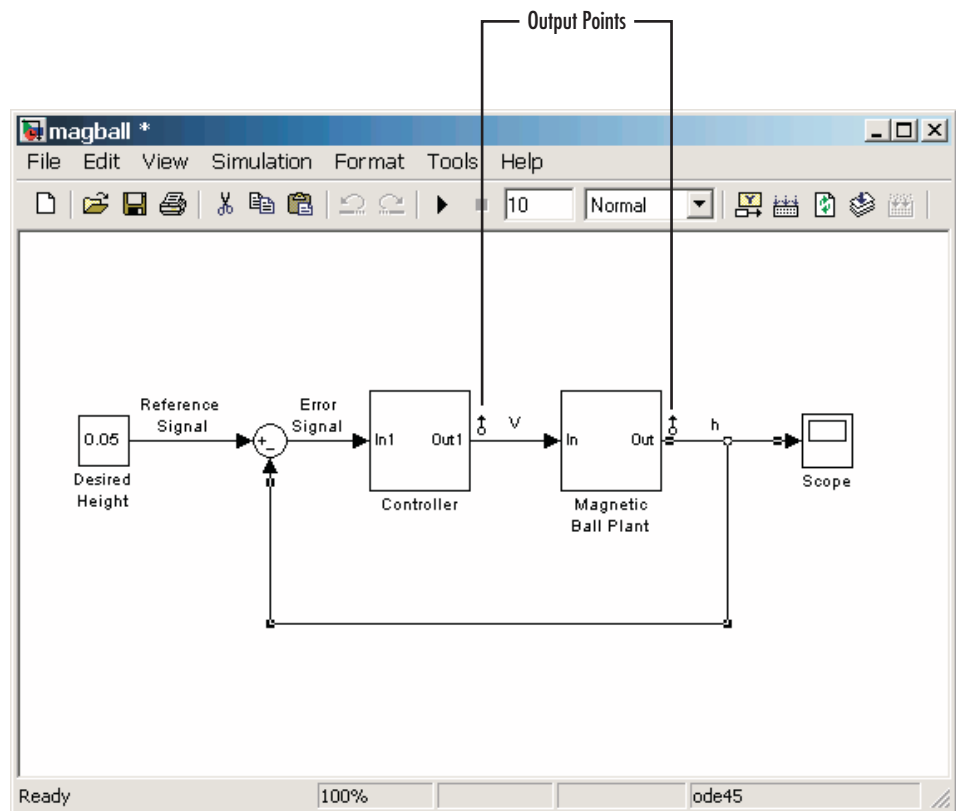 Output Points
magball *
File Edit View Simulation Format Tools Help
10 Normal
Reference
Signal
Error
Signal
0.05
+
-
In1 Out1
V
In Out
h
Desired
Height
Controller
Magnetic
Ball Plant
Scope
Ready 100% ode45